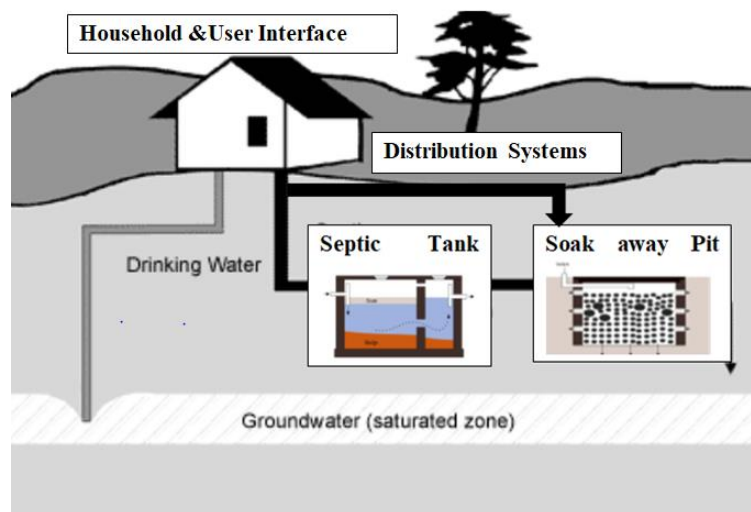 Household &User Interface
Distribution Systems
Septic Tank
Soak away Pit
Drinking Water
Groundwater (saturated zone)